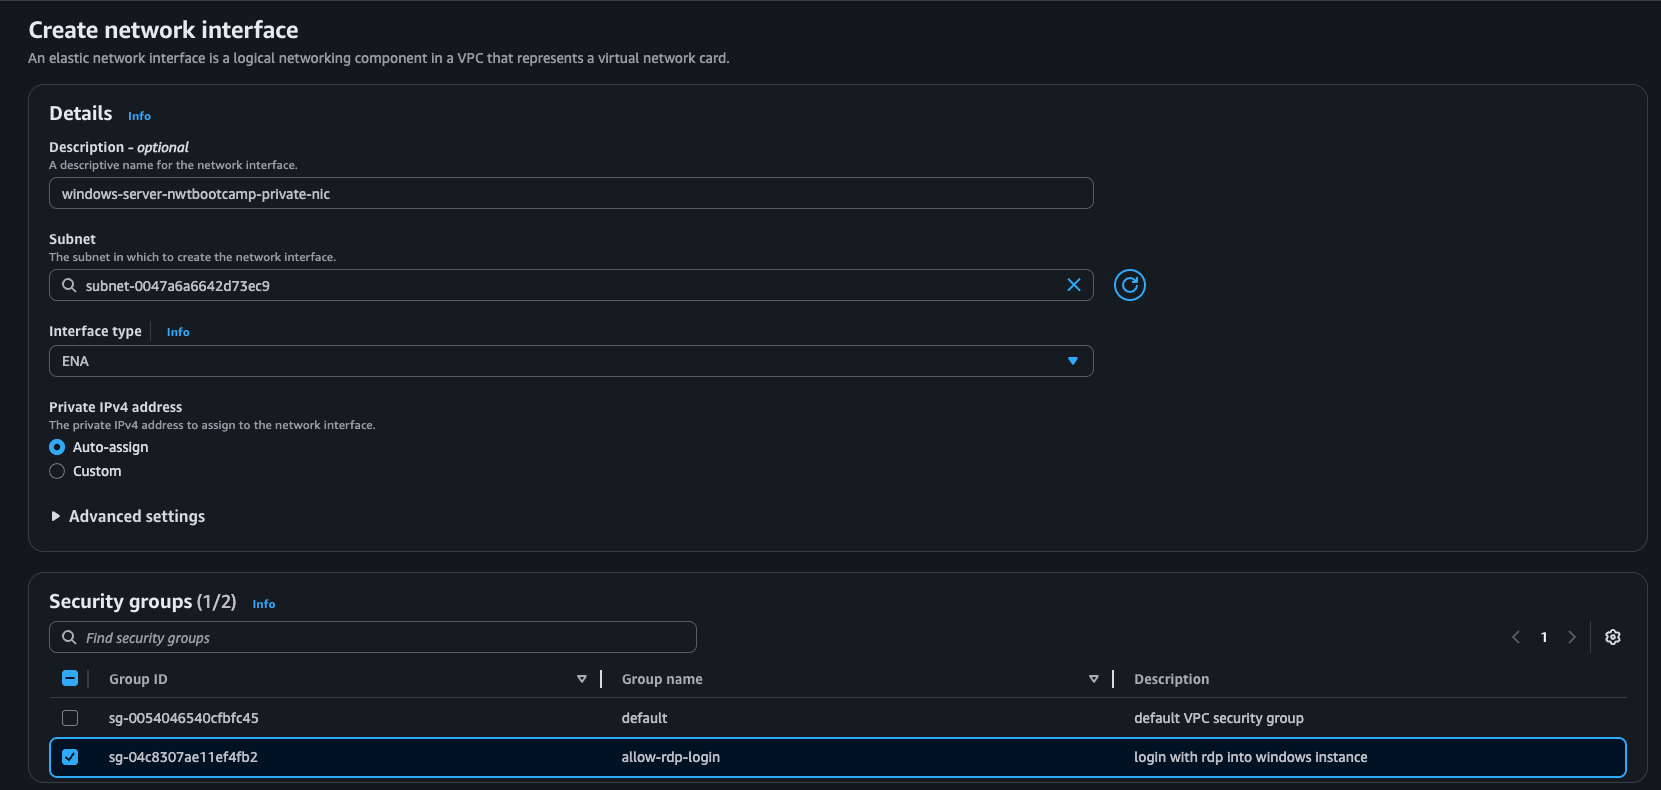 Create network interface
An elastic network interface is a logical networking component in a VPC that represents a virtual network card.
Details Info
Description - optional
A descriptive name for the network interface.
windows-server-nwtbootcamp-private-nic
Subnet
The subnet in which to create the network interface.
subnet-0047a6a6642d73ec9
Interface type Info
ENA
Private IPv4 address
The private IPv4 address to assign to the network interface.
Auto-assign
Custom
Advanced settings
Security groups (1/2) Info
Find security groups
1
Group ID Group name Description
sg-0054046540cfbfc45 default default VPC security group
sg-04c8307ae11ef4fb2 allow-rdp-login login with rdp into windows instance